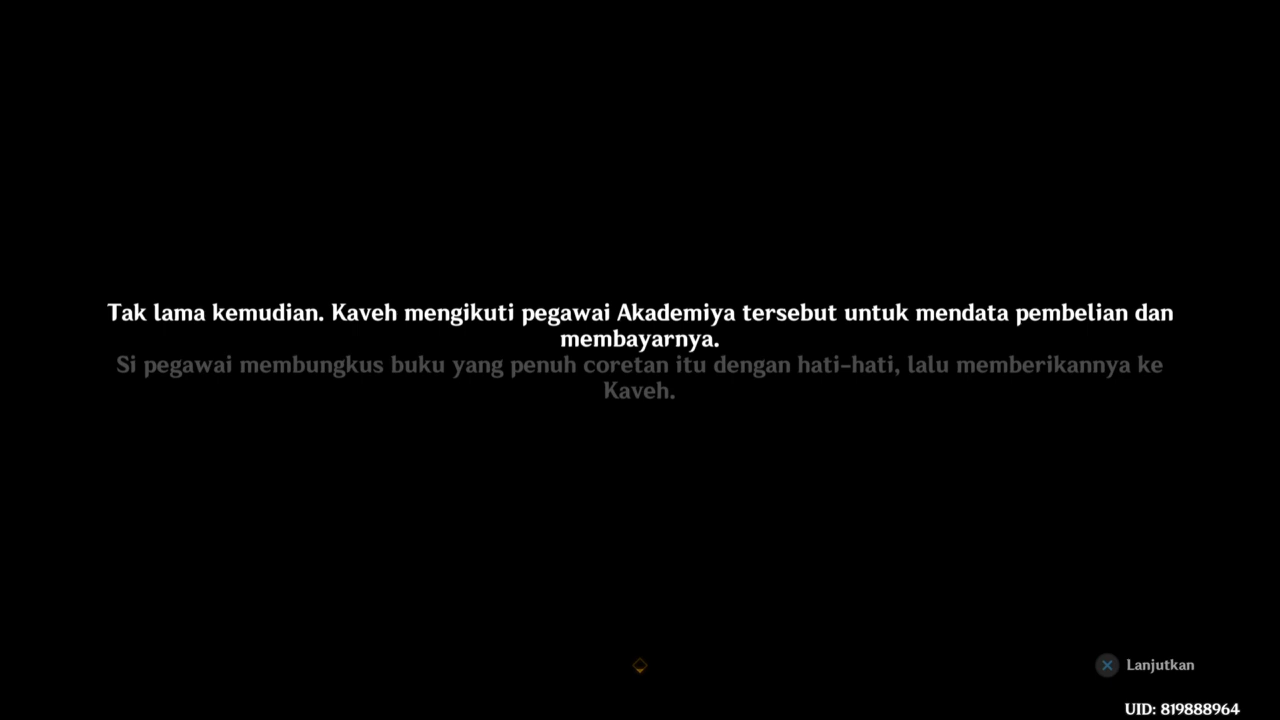 Tak lama kemudian. Kaveh mengikuti pegawai Akademiya tersebut untuk mendata pembelian dan
membayarnya.
Si pegawai membungkus buku yang penuh coretan itu dengan hati-hati, lalu memberikannya ke
Kaveh.
Lanjutkan
UID: 819888964